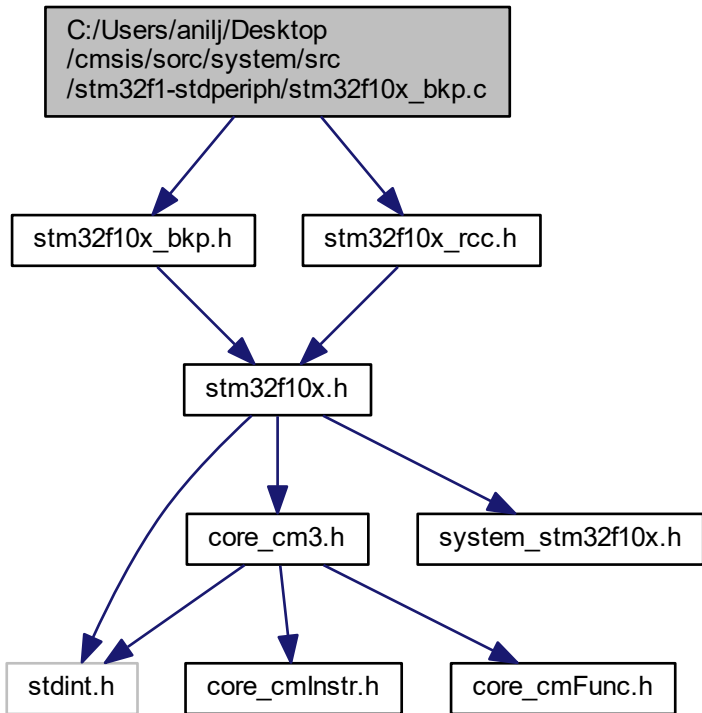 C:/Users/anilj/Desktop
/cmsis/sorc/system/src
/stm32f1-stdperiph/stm32f10x_bkp.c
stm32f10x_bkp.h
stm32f10x_rcc.h
stm32f10x.h
core_cm3.h
system_stm32f10x.h
stdint.h
core_cmInstr.h
core_cmFunc.h